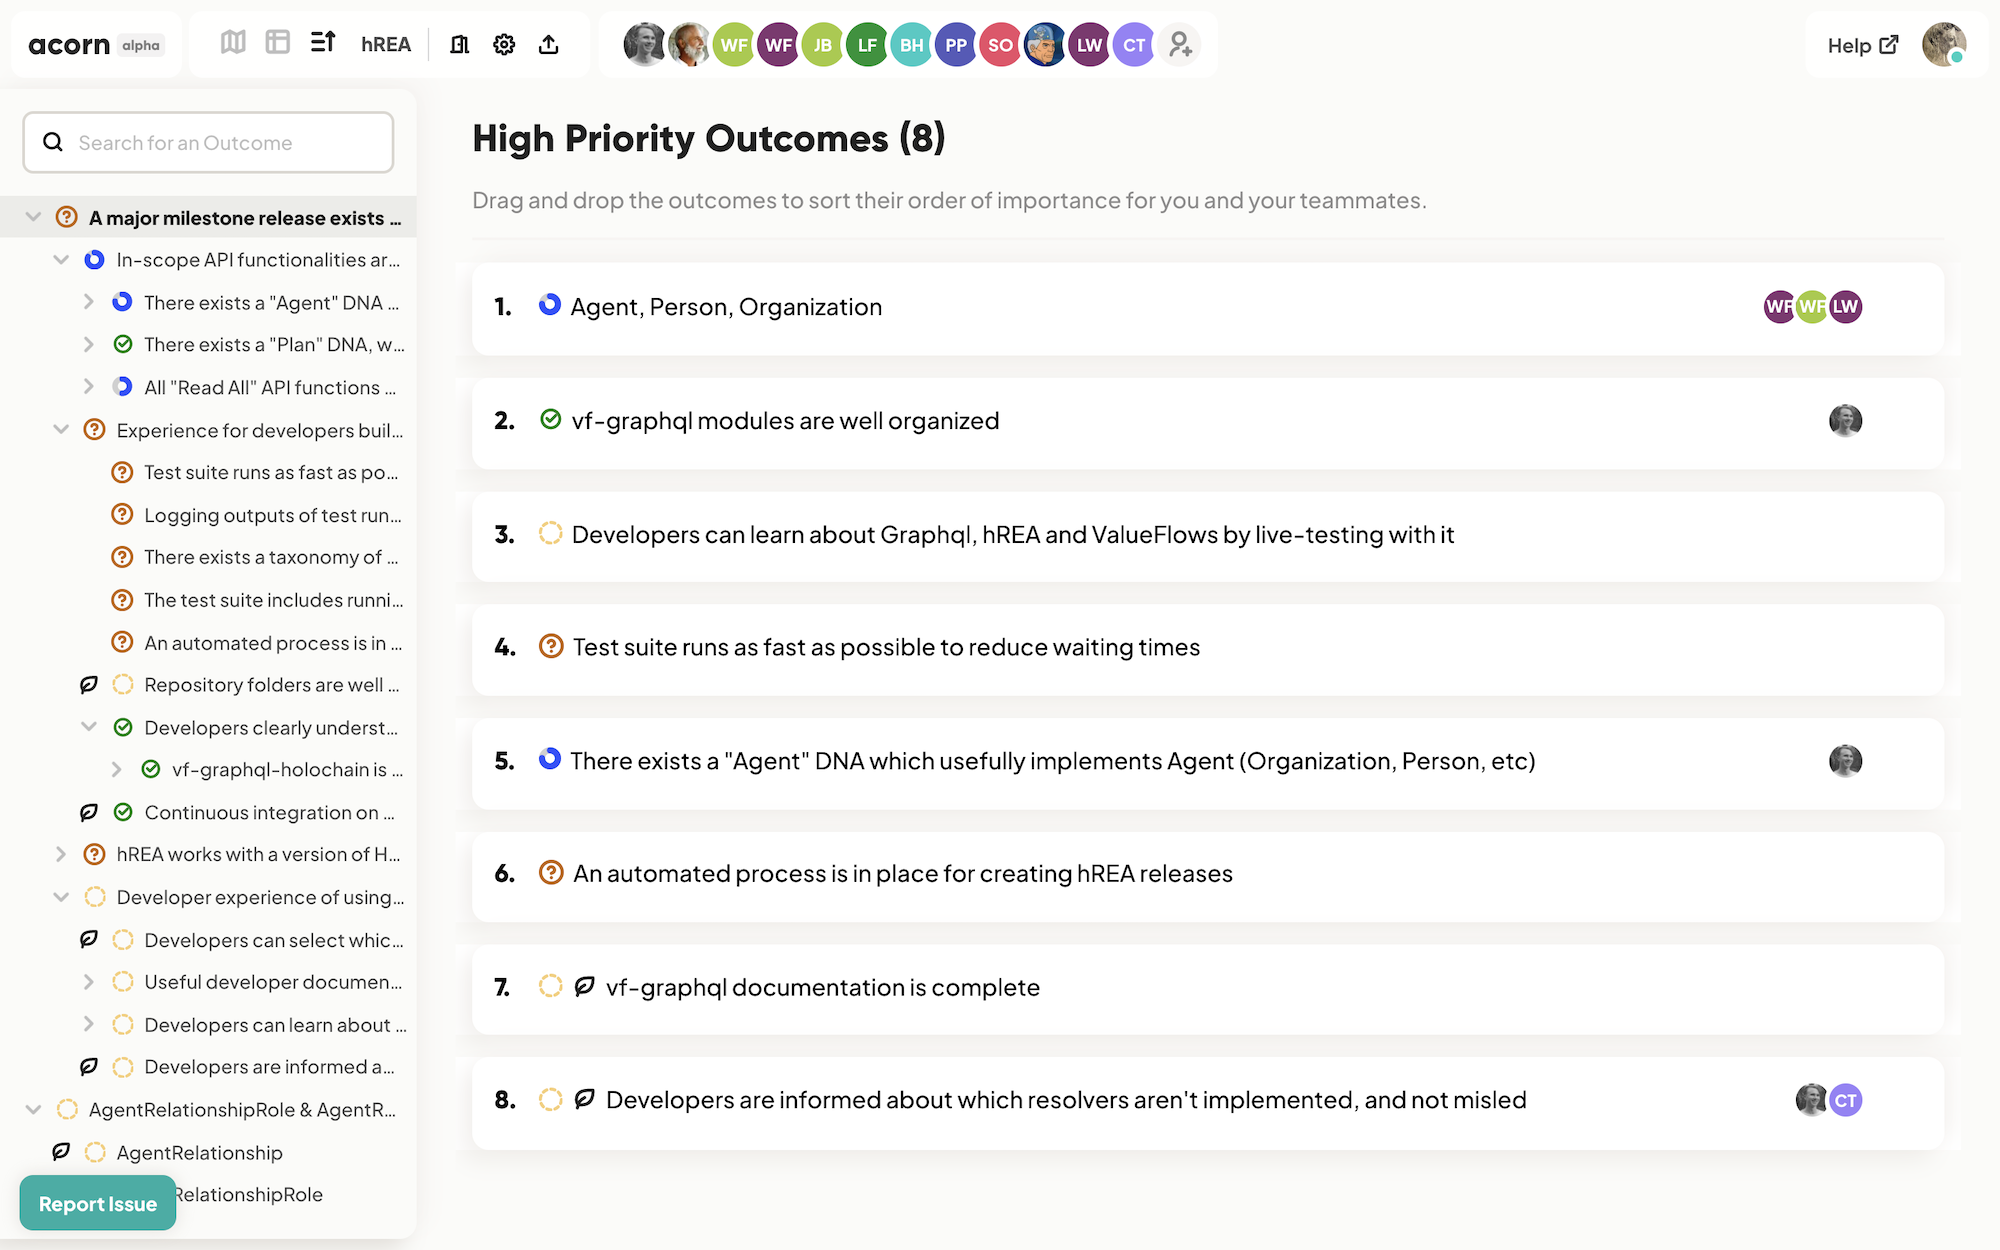 acorn alpha hREA WF WF JB LF BH PP SO LW CT Help
Search for an Outcome
A major milestone release exists ...
In-scope API functionalities ar...
There exists a "Agent" DNA ...
There exists a "Plan" DNA, w...
All "Read All" API functions ...
Experience for developers buil...
Test suite runs as fast as po...
Logging outputs of test run...
There exists a taxonomy of ...
The test suite includes runni...
An automated process is in ...
Repository folders are well ...
Developers clearly underst...
vf-graphql-holochain is ...
Continuous integration on ...
hREA works with a version of H...
Developer experience of using...
Developers can select whic...
Useful developer documen...
Developers can learn about ...
Developers are informed a...
AgentRelationshipRole & AgentR...
AgentRelationship
RelationshipRole
Report Issue
High Priority Outcomes (8)
Drag and drop the outcomes to sort their order of importance for you and your teammates.
1. Agent, Person, Organization WF WF LW
2. vf-graphql modules are well organized
3. Developers can learn about Graphql, hREA and ValueFlows by live-testing with it
4. Test suite runs as fast as possible to reduce waiting times
5. There exists a "Agent" DNA which usefully implements Agent (Organization, Person, etc)
6. An automated process is in place for creating hREA releases
7. vf-graphql documentation is complete
8. Developers are informed about which resolvers aren't implemented, and not misled CT